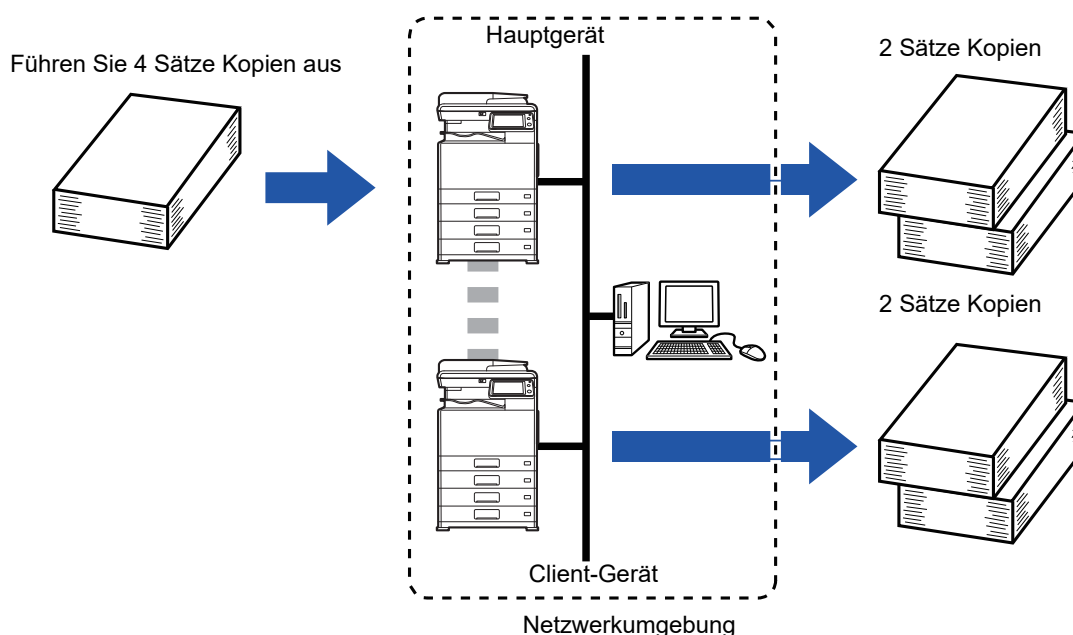 Führen Sie 4 Sätze Kopien aus
Hauptgerät
2 Sätze Kopien
2 Sätze Kopien
Client-Gerät
Netzwerkumgebung